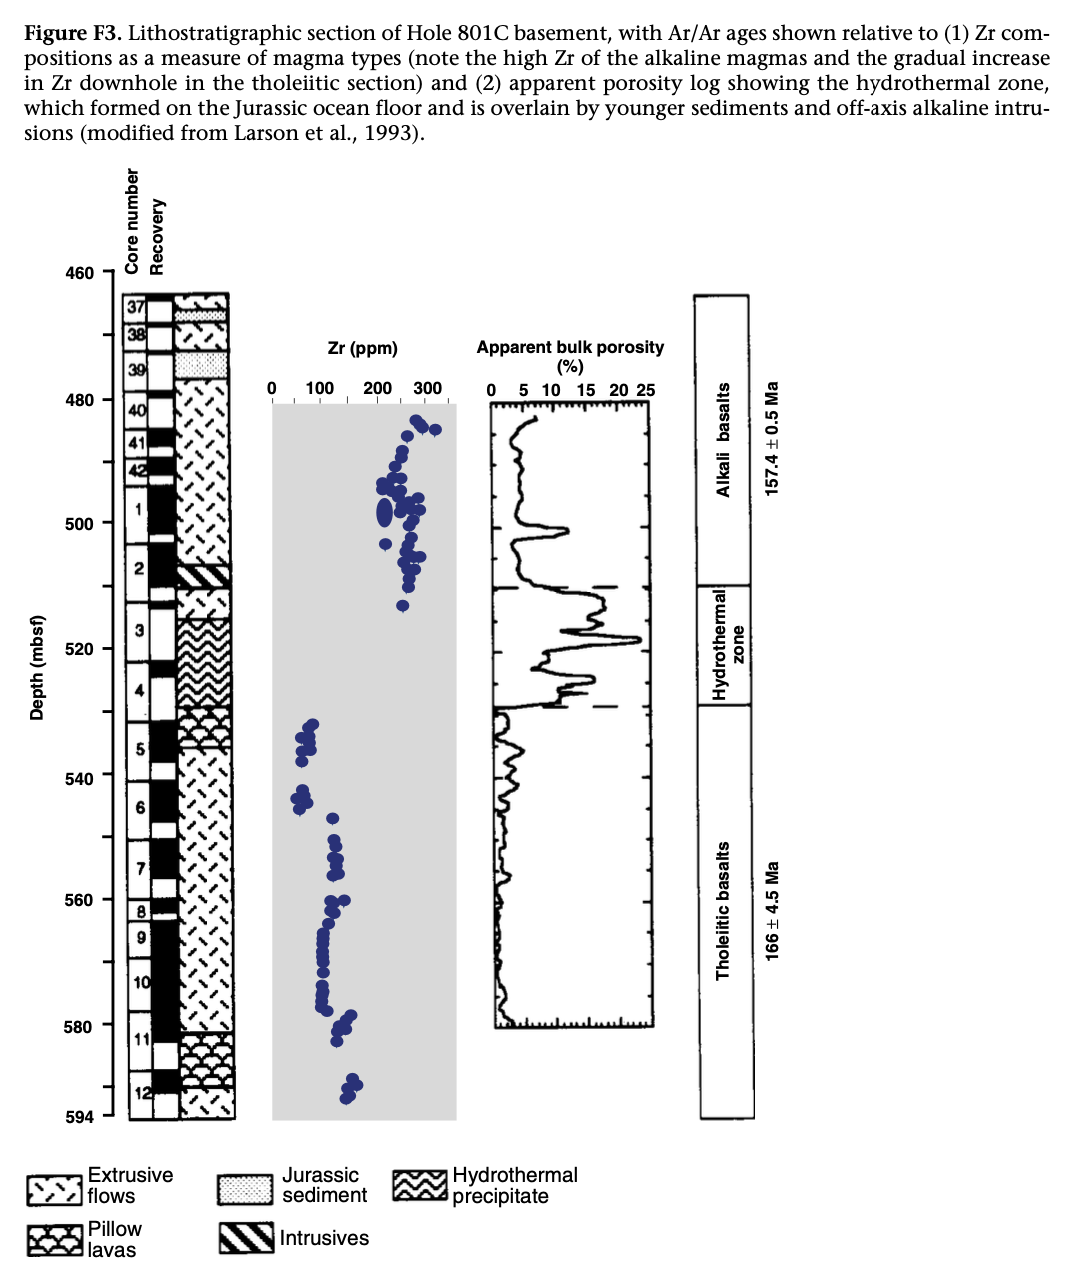 Figure F3. Lithostratigraphic section of Hole 801C basement, with Ar/Ar ages shown relative to (1) Zr com-
positions as a measure of magma types (note the high Zr of the alkaline magmas and the gradual increase
in Zr downhole in the tholeiitic section) and (2) apparent porosity log showing the hydrothermal zone,
which formed on the Jurassic ocean floor and is overlain by younger sediments and off-axis alkaline intru-
sions (modified from Larson et al., 1993).
Core number
Recovery
Depth (mbsf)
460
480
500
520
540
560
580
594
37
38
39
40
41
42
1
2
3
4
5
6
7
8
9
10
11
12
Zr (ppm)
0 100 200 300
Apparent bulk porosity
(%)
0 5 10 15 20 25
Alkali basalts
157.4 ± 0.5 Ma
Hydrothermal
zone
Tholeiitic basalts
166 ± 4.5 Ma
Extrusive
flows
Jurassic
sediment
Hydrothermal
precipitate
Pillow
lavas
Intrusives